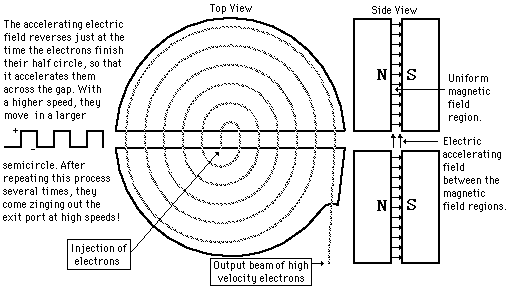 Top View
Side View
The accelerating electric
field reverses just at the
time the electrons finish
their half circle, so that
it accelerates them
across the gap. With
a higher speed, they
move in a larger
+
-
semicircle. After
repeating this process
several times, they
come zinging out the
exit port at high speeds!
Injection of
electrons
Output beam of high
velocity electrons
N
S
Uniform
magnetic
field
region.
Electric
accelerating
field
between the
magnetic
field regions.
N
S